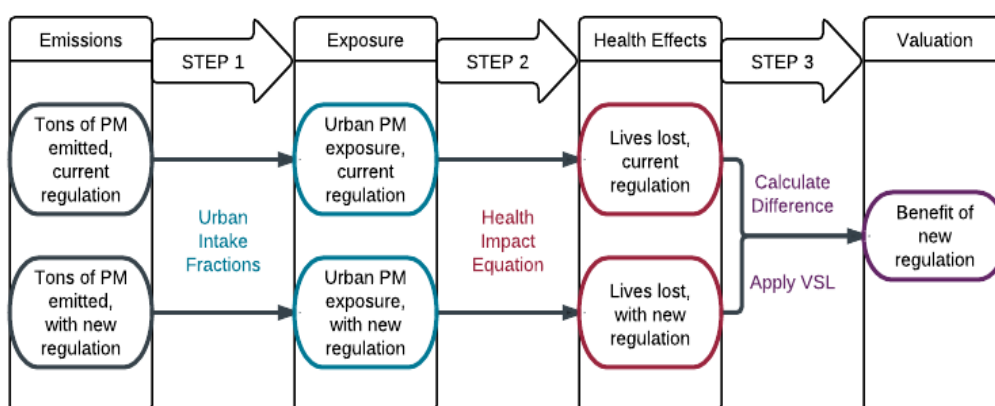 Emissions
STEP 1
Exposure
STEP 2
Health Effects
STEP 3
Valuation
Tons of PM
emitted,
current
regulation
Urban PM
exposure,
current
regulation
Lives lost,
current
regulation
Urban
Intake
Fractions
Health
Impact
Equation
Calculate
Difference
Apply VSL
Benefit of
new
regulation
Tons of PM
emitted,
with new
regulation
Urban PM
exposure,
with new
regulation
Lives lost,
with new
regulation